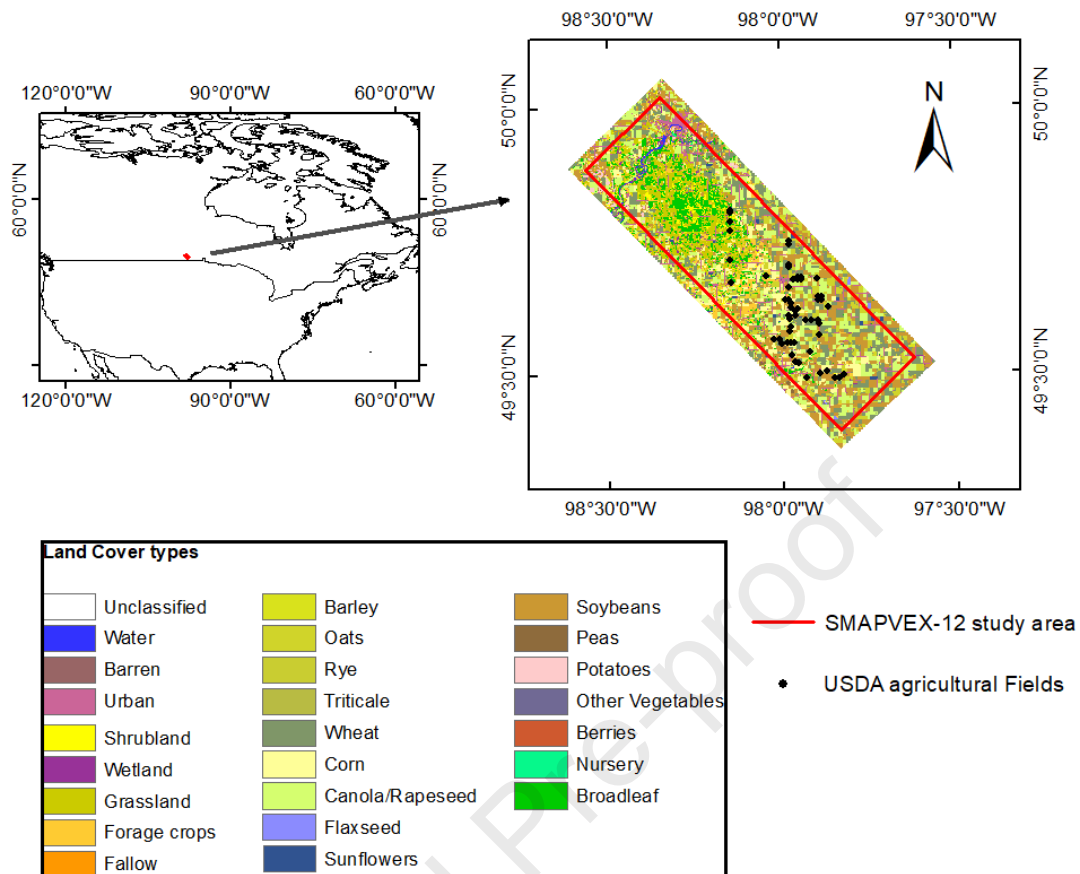 98°30'0"W 98°0'0"W 97°30'0"W
120°0'0"W 90°0'0"W 60°0'0"W
60°0'0"N
60°0'0"N
120°0'0"W 90°0'0"W 60°0'0"W
50°0'0"N
50°0'0"N
N
49°30'0"N
49°30'0"N
98°30'0"W 98°0'0"W 97°30'0"W
Land Cover types
Unclassified
Water
Barren
Urban
Shrubland
Wetland
Grassland
Forage crops
Fallow
Barley
Oats
Rye
Triticale
Wheat
Corn
Canola/Rapeseed
Flaxseed
Sunflowers
Soybeans
Peas
Potatoes
Other Vegetables
Berries
Nursery
Broadleaf
SMAPVEX-12 study area
USDA agricultural Fields
Pre-proof